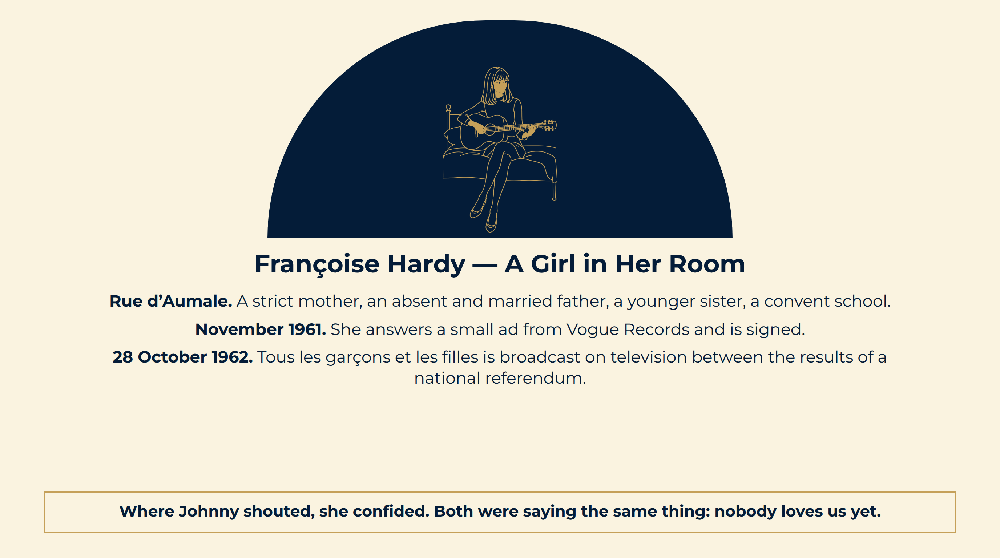 Françoise Hardy — A Girl in Her Room
Rue d’Aumale. A strict mother, an absent and married father, a younger sister, a convent school.
November 1961. She answers a small ad from Vogue Records and is signed.
28 October 1962. Tous les garçons et les filles is broadcast on television between the results of a
national referendum.
Where Johnny shouted, she confided. Both were saying the same thing: nobody loves us yet.